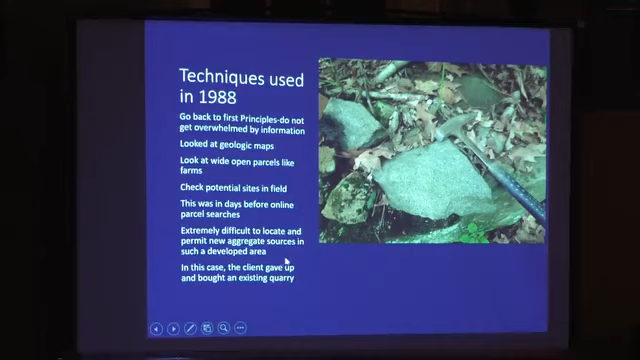 Techniques used
in 1988
Go back to first Principles-do not
get overwhelmed by information
Looked at geologic maps
Look at wide open parcels like
farms
Check potential sites in field
This was in days before online
parcel searches
Extremely difficult to locate and
permit new aggregate sources in
such a developed area
In this case, the client gave up
and bought an existing quarry